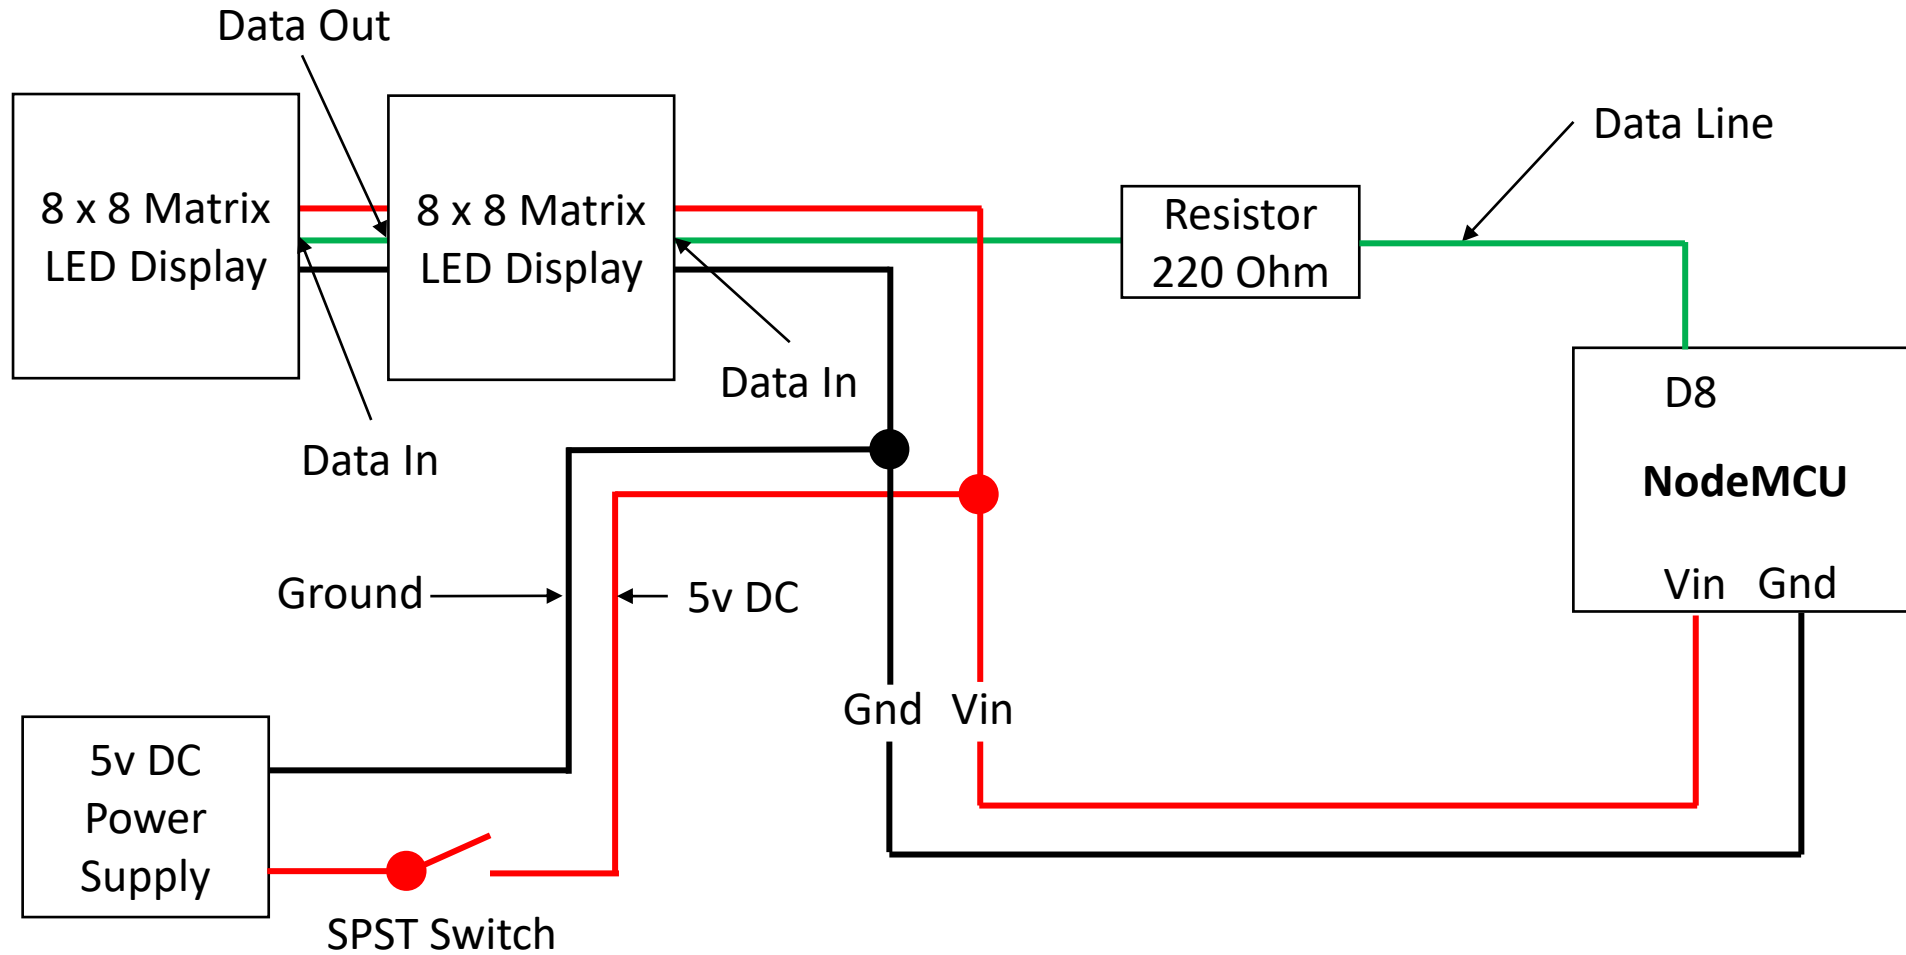 Data Out
Data Line
8 x 8 Matrix
LED Display
8 x 8 Matrix
LED Display
Resistor
220 Ohm
Data In
Data In
D8
NodeMCU
Vin Gnd
Ground
5v DC
Gnd Vin
5v DC
Power
Supply
SPST Switch